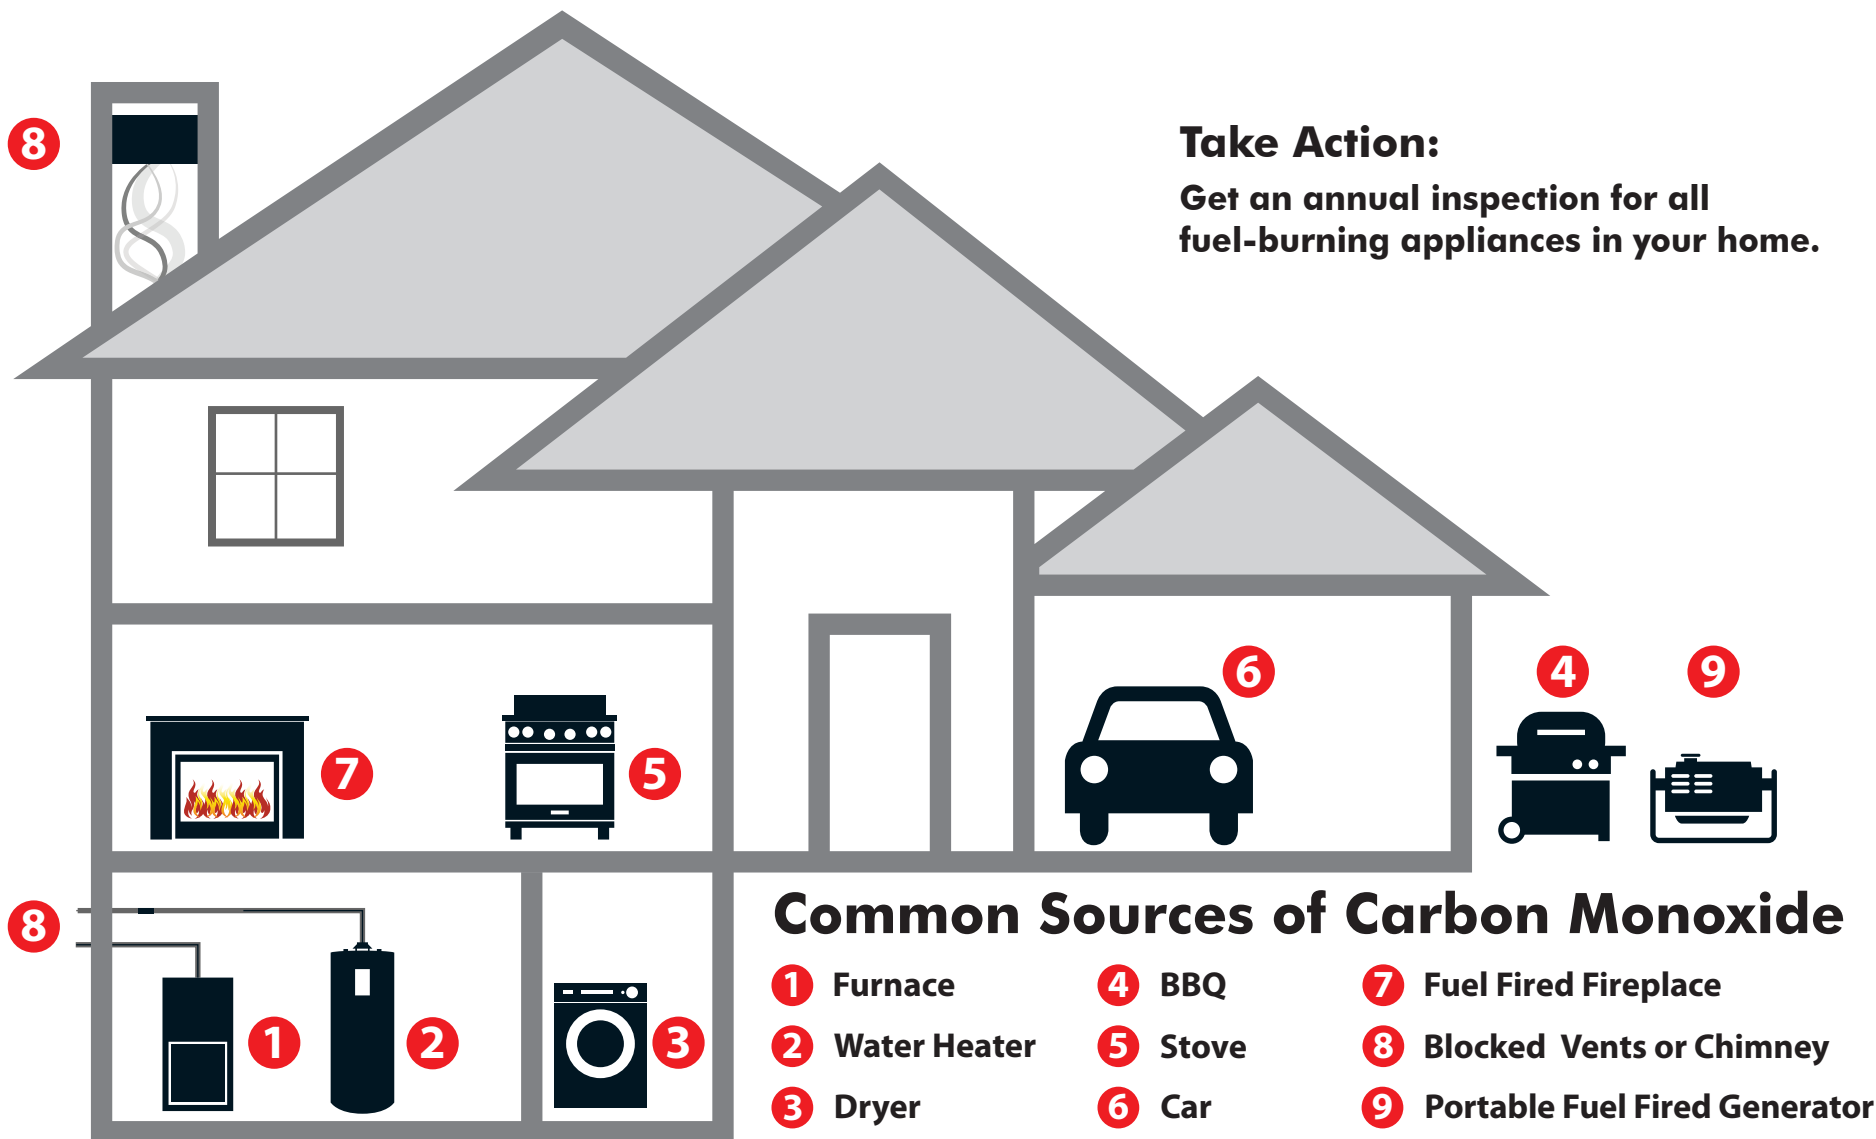 8
Take Action:
Get an annual inspection for all
fuel-burning appliances in your home.
6
4
9
7
5
8
1
2
3
Common Sources of Carbon Monoxide
1 Furnace
2 Water Heater
3 Dryer
4 BBQ
5 Stove
6 Car
7 Fuel Fired Fireplace
8 Blocked Vents or Chimney
9 Portable Fuel Fired Generator